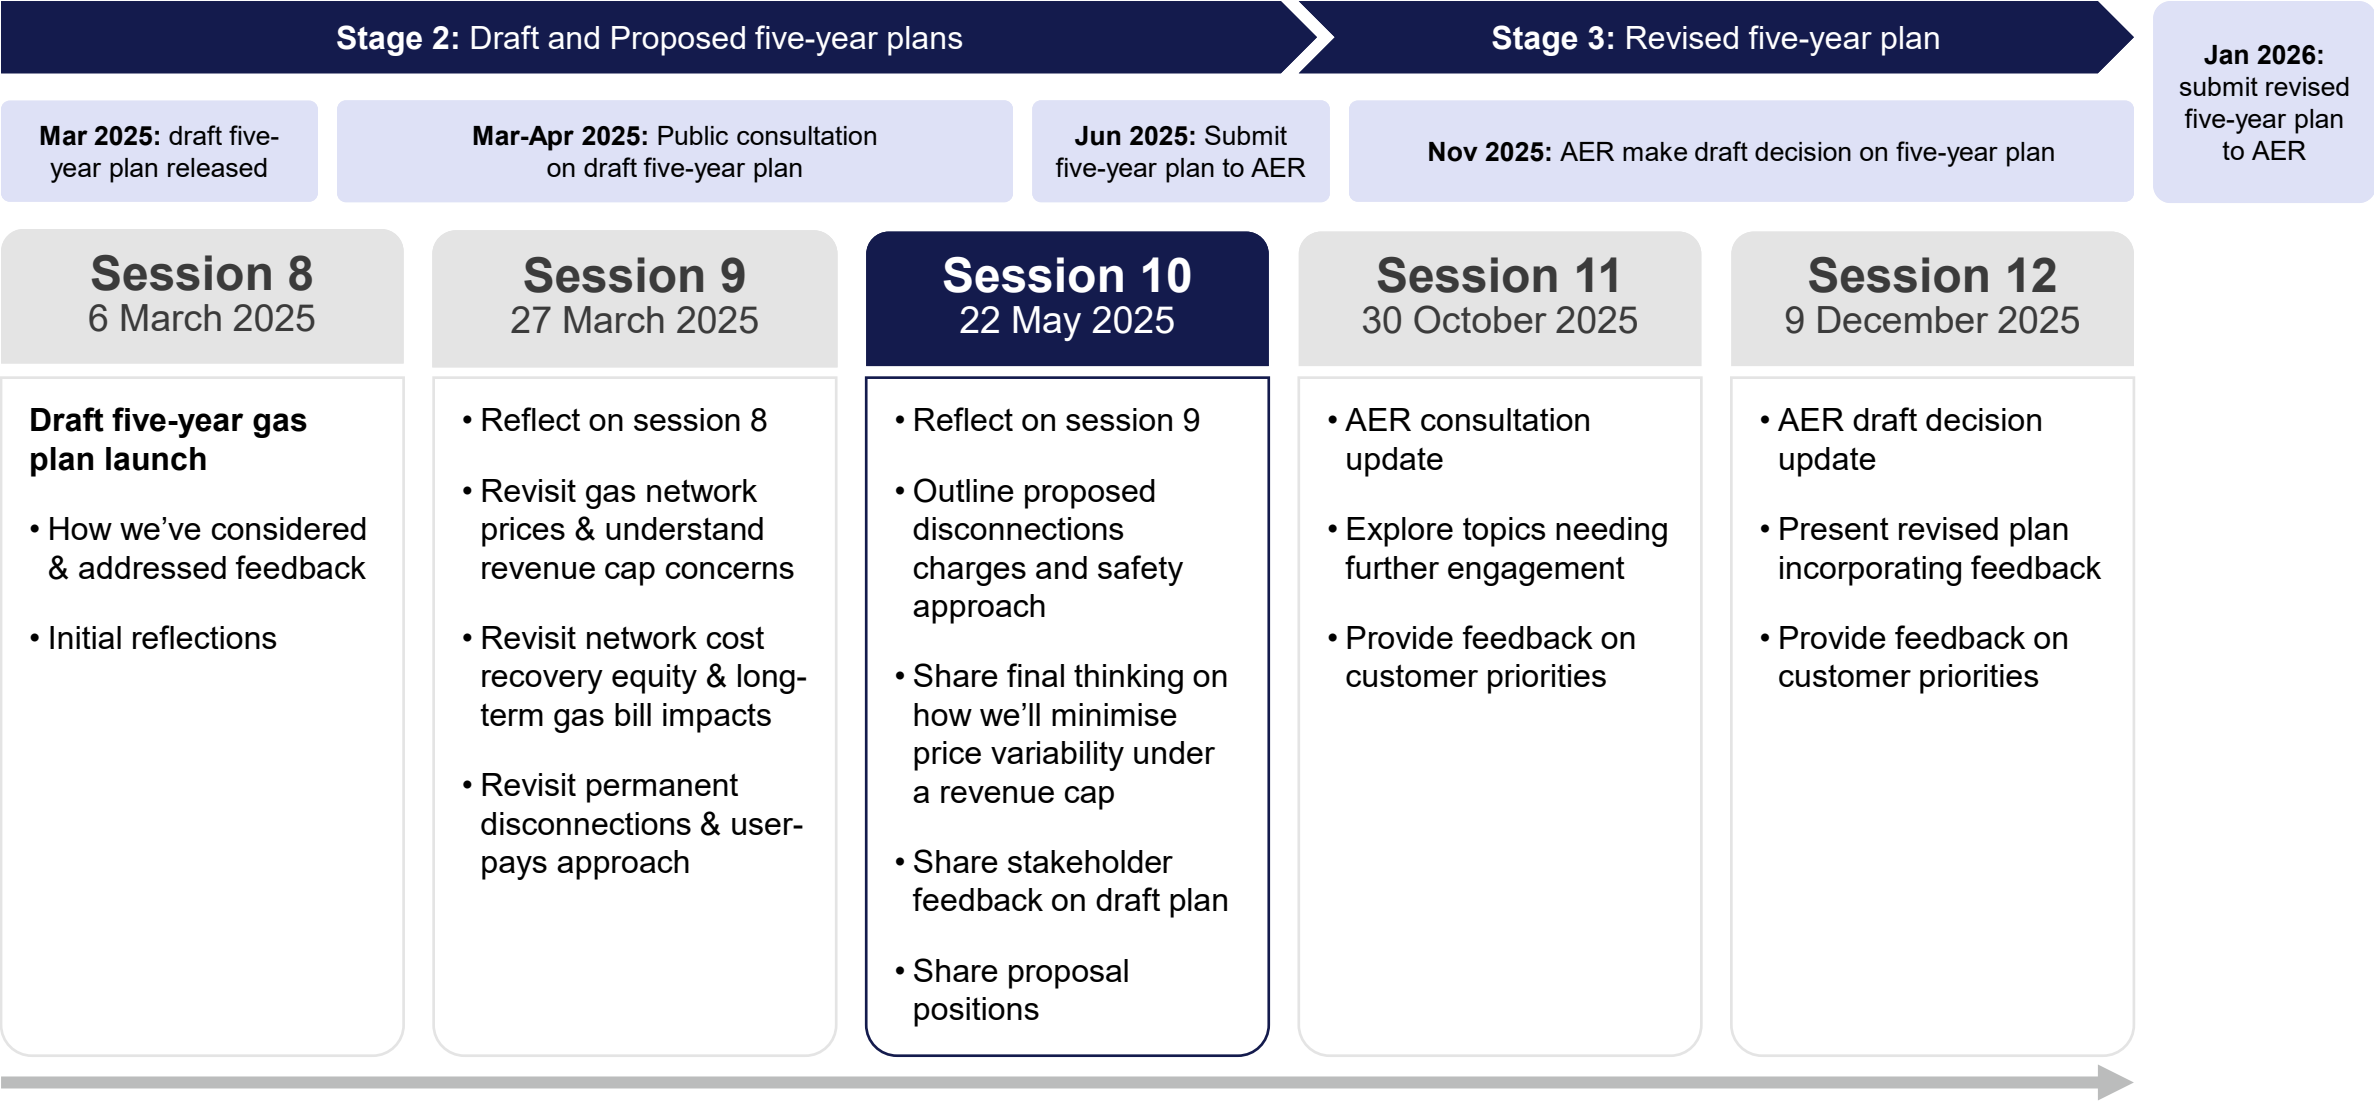 Stage 2: Draft and Proposed five-year plans
Stage 3: Revised five-year plan
Jan 2026:
submit revised
five-year plan
to AER
Mar 2025: draft five-
year plan released
Mar-Apr 2025: Public consultation
on draft five-year plan
Jun 2025: Submit
five-year plan to AER
Nov 2025: AER make draft decision on five-year plan
Session 8
6 March 2025
Draft five-year gas
plan launch
• How we’ve considered
& addressed feedback
• Initial reflections
Session 9
27 March 2025
• Reflect on session 8
• Revisit gas network
prices & understand
revenue cap concerns
• Revisit network cost
recovery equity & long-
term gas bill impacts
• Revisit permanent
disconnections & user-
pays approach
Session 10
22 May 2025
• Reflect on session 9
• Outline proposed
disconnections
charges and safety
approach
• Share final thinking on
how we’ll minimise
price variability under
a revenue cap
• Share stakeholder
feedback on draft plan
• Share proposal
positions
Session 11
30 October 2025
• AER consultation
update
• Explore topics needing
further engagement
• Provide feedback on
customer priorities
Session 12
9 December 2025
• AER draft decision
update
• Present revised plan
incorporating feedback
• Provide feedback on
customer priorities